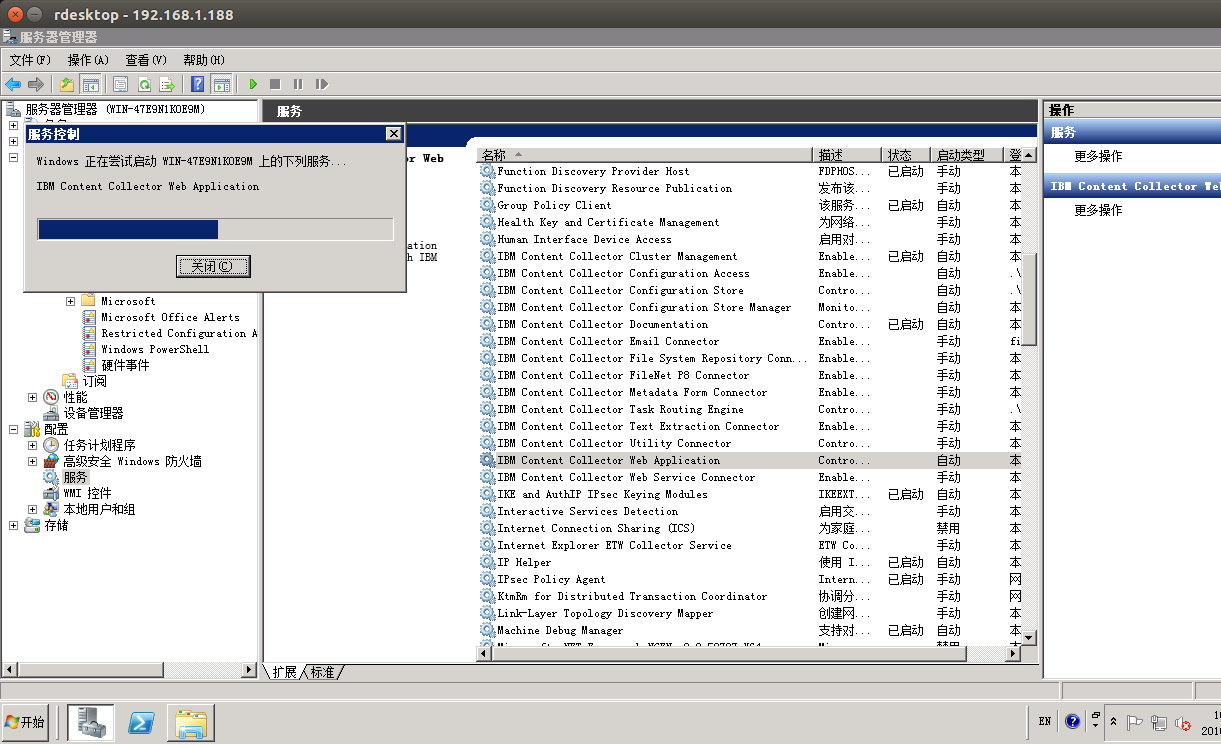 rdesktop - 192.168.1.188
服务器管理器
文件(F) 操作(A) 查看(V) 帮助(H)
服务器管理器 (WIN-47E9N1KOE9M)
服务控制
Windows 正在尝试启动 WIN-47E9N1KOE9M 上的下列服务...
IBM Content Collector Web Application
关闭(C)
Microsoft
Microsoft Office Alerts
Restricted Configuration A
Windows PowerShell
硬件事件
订阅
性能
设备管理器
配置
任务计划程序
高级安全 Windows 防火墙
服务
WMI 控件
本地用户和组
存储
服务
or Web
ation
h IBM
名称 描述 状态 启动类型 登
Function Discovery Provider Host FDPHOS... 已启动 手动 本
Function Discovery Resource Publication 发布该... 手动 本
Group Policy Client 该服务... 已启动 自动 本
Health Key and Certificate Management 为网络... 手动 本
Human Interface Device Access 启用对... 手动 本
IBM Content Collector Cluster Management Enable... 已启动 自动 本
IBM Content Collector Configuration Access Enable... 自动 .\
IBM Content Collector Configuration Store Contro... 自动 .\
IBM Content Collector Configuration Store Manager Monito... 自动 本
IBM Content Collector Documentation Contro... 已启动 自动 本
IBM Content Collector Email Connector Enable... 手动 fi
IBM Content Collector File System Repository Conn... Enable... 手动 本
IBM Content Collector FileNet P8 Connector Enable... 手动 本
IBM Content Collector Metadata Form Connector Enable... 手动 本
IBM Content Collector Task Routing Engine Contro... 手动 .\
IBM Content Collector Text Extraction Connector Enable... 手动 本
IBM Content Collector Utility Connector Contro... 手动 本
IBM Content Collector Web Application Contro... 自动 本
IBM Content Collector Web Service Connector Enable... 手动 本
IKE and AuthIP IPsec Keying Modules IKEEXT... 已启动 自动 本
Interactive Services Detection 启用交... 手动 本
Internet Connection Sharing (ICS) 为家庭... 禁用 本
Internet Explorer ETW Collector Service ETW Co... 手动 本
IP Helper 使用 I... 已启动 自动 本
IPsec Policy Agent Intern... 已启动 手动 网
KtmRm for Distributed Transaction Coordinator 协调分... 手动 网
Link-Layer Topology Discovery Mapper 创建网... 手动 本
Machine Debug Manager 支持对... 已启动 自动 本
扩展 标准
操作
服务
更多操作
IBM Content Collector We
更多操作
开始
EN